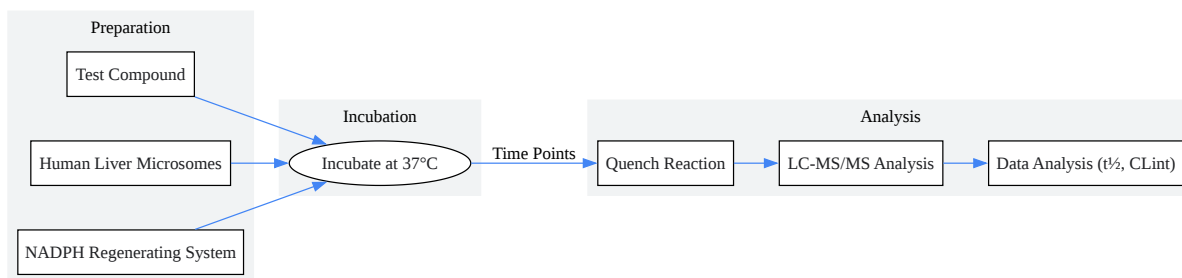 Preparation
Test Compound
Human Liver Microsomes
NADPH Regenerating System
Incubation
Incubate at 37°C
Time Points
Analysis
Quench Reaction
LC-MS/MS Analysis
Data Analysis (t½, CLint)